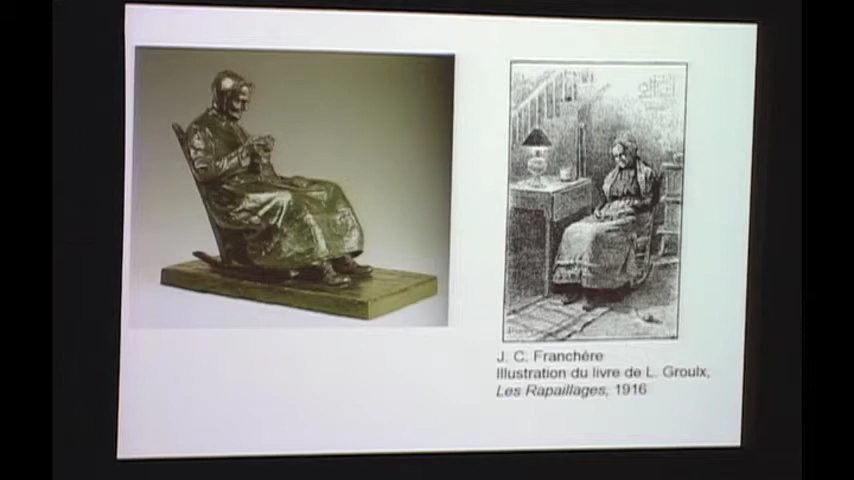 J. C. Franchère
Illustration du livre de L. Groulx,
Les Rapaillages, 1916